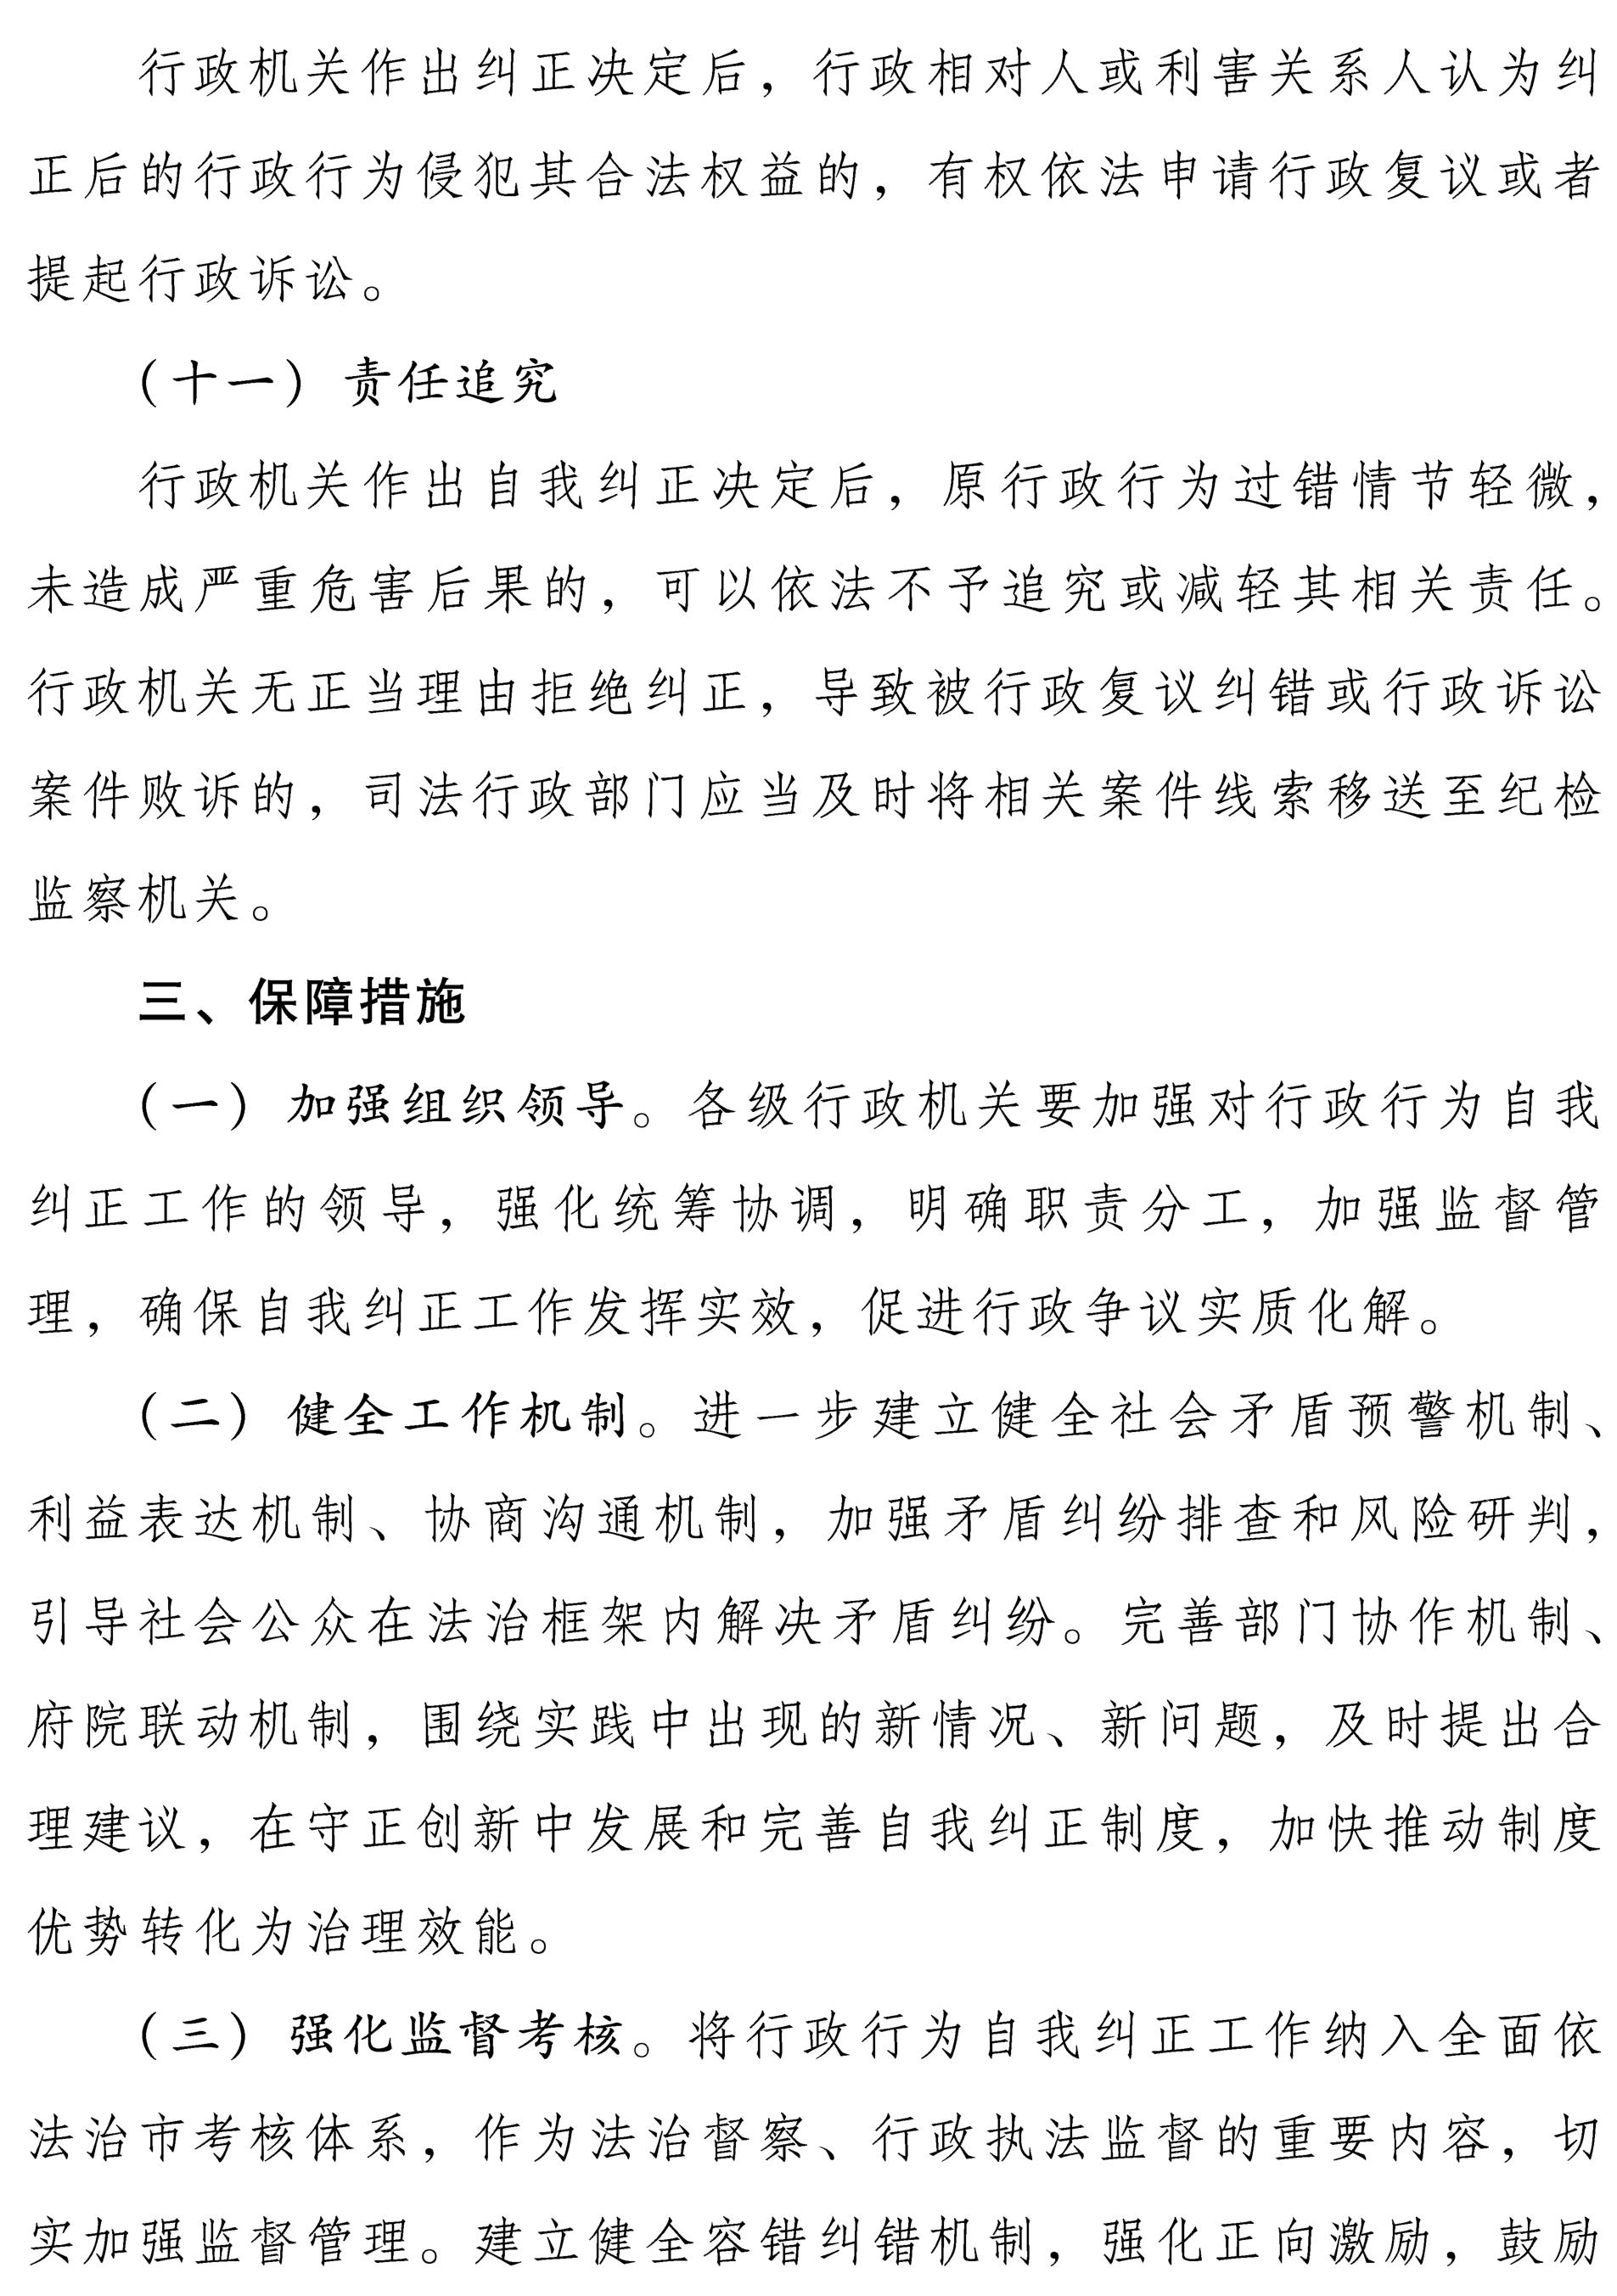 行政机关作出纠正决定后，行政相对人或利害关系人认为纠
正后的行政行为侵犯其合法权益的，有权依法申请行政复议或者
提起行政诉讼。
（十一）责任追究
行政机关作出自我纠正决定后，原行政行为过错情节轻微，
未造成严重危害后果的，可以依法不予追究或减轻其相关责任。
行政机关无正当理由拒绝纠正，导致被行政复议纠错或行政诉讼
案件败诉的，司法行政部门应当及时将相关案件线索移送至纪检
监察机关。
三、保障措施
（一）加强组织领导。各级行政机关要加强对行政行为自我
纠正工作的领导，强化统筹协调，明确职责分工，加强监督管
理，确保自我纠正工作发挥实效，促进行政争议实质化解。
（二）健全工作机制。进一步建立健全社会矛盾预警机制、
利益表达机制、协商沟通机制，加强矛盾纠纷排查和风险研判，
引导社会公众在法治框架内解决矛盾纠纷。完善部门协作机制、
府院联动机制，围绕实践中出现的新情况、新问题，及时提出合
理建议，在守正创新中发展和完善自我纠正制度，加快推动制度
优势转化为治理效能。
（三）强化监督考核。将行政行为自我纠正工作纳入全面依
法治市考核体系，作为法治督察、行政执法监督的重要内容，切
实加强监督管理。建立健全容错纠错机制，强化正向激励，鼓励